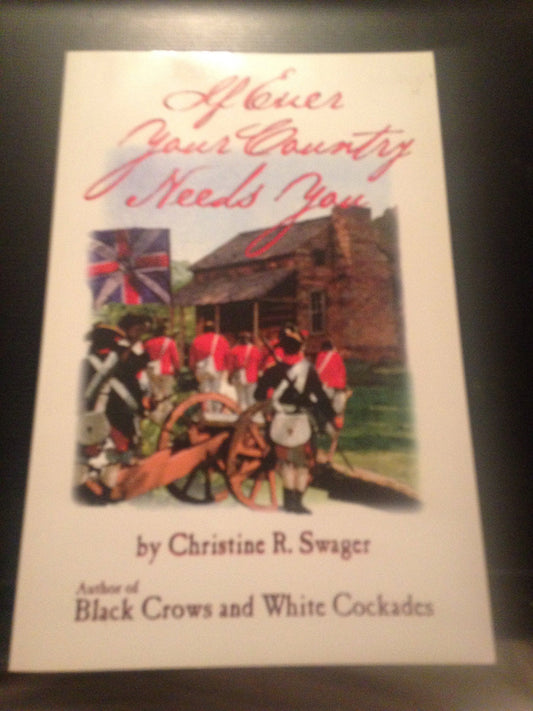 If Ever
Your Country
Needs You
by Christine R. Swager
Author of
Black Crows and White Cockades